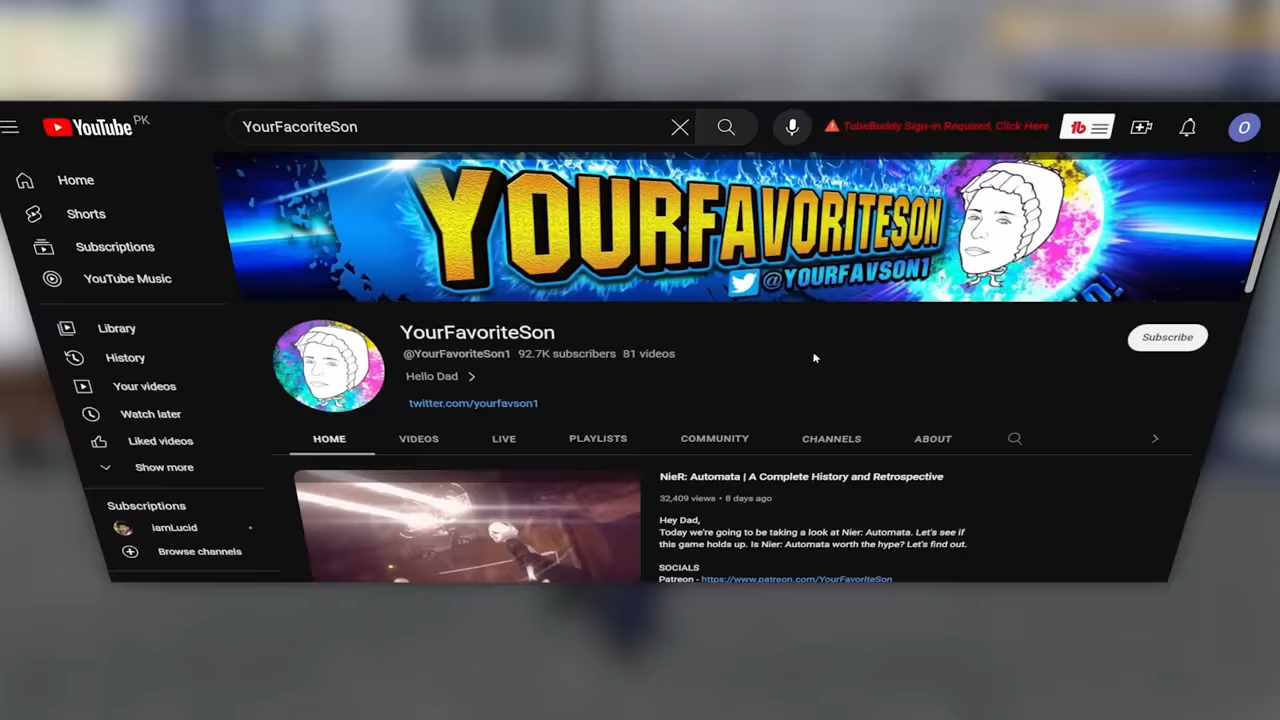 YouTube PK
YourFacoriteSon
TubeBuddy Sign-in Required, Click Here
tb
O
Home
Shorts
Subscriptions
YouTube Music
Library
History
Your videos
Watch later
Liked videos
Show more
Subscriptions
iamLucid
Browse channels
YOURFAVORITESON
@YOURFAVSON1
YourFavoriteSon
@YourFavoriteSon1 92.7K subscribers 81 videos
Hello Dad
twitter.com/yourfavson1
Subscribe
HOME VIDEOS LIVE PLAYLISTS COMMUNITY CHANNELS ABOUT
NieR: Automata | A Complete History and Retrospective
32,409 views • 8 days ago
Hey Dad,
Today we're going to be taking a look at Nier: Automata. Let's see if
this game holds up. Is Nier: Automata worth the hype? Let's find out.
SOCIALS
Patreon - https://www.patreon.com/YourFavoriteSon